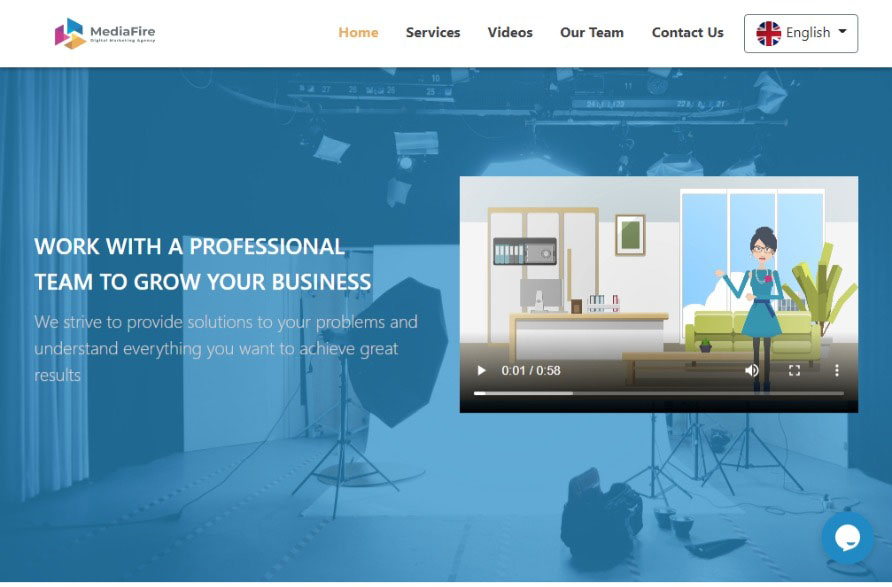 MediaFire
Digital Marketing Agency
Home
Services
Videos
Our Team
Contact Us
English
10
11
WORK WITH A PROFESSIONAL
TEAM TO GROW YOUR BUSINESS
We strive to provide solutions to your problems and
understand everything you want to achieve great
results
0:01 / 0:58